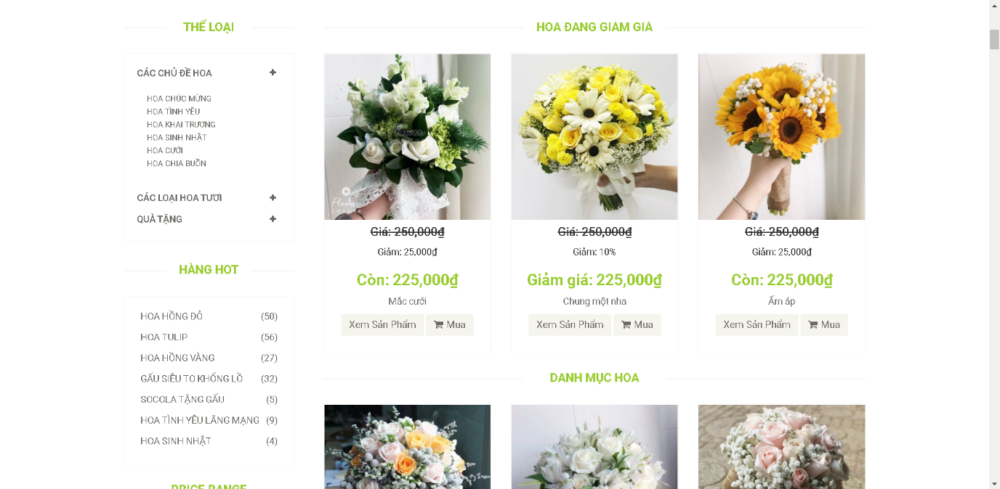 THỂ LOẠI
CÁC CHỦ ĐỀ HOA
HOA CHÚC MỪNG
HOA TÌNH YÊU
HOA KHAI TRƯƠNG
HOA SINH NHẬT
HOA CƯỚI
HOA CHIA BUỒN
CÁC LOẠI HOA TƯƠI
QUÀ TẶNG
HÀNG HOT
HOA HỒNG ĐỎ (50)
HOA TULIP (56)
HOA HỒNG VÀNG (27)
GẤU SIÊU TO KHỔNG LỒ (32)
SOCOLA TẶNG GẤU (5)
HOA TÌNH YÊU LÃNG MẠNG (9)
HOA SINH NHẬT (4)
PRICE RANGE
HOA ĐANG GIẢM GIÁ
Flower
CORNER
Giá: 250,000₫
Giảm: 25,000₫
Còn: 225,000₫
Mắc cưới
Xem Sản Phẩm Mua
Giá: 250,000₫
Giảm: 10%
Giảm giá: 225,000₫
Chung một nha
Xem Sản Phẩm Mua
Giá: 250,000₫
Giảm: 25,000₫
Còn: 225,000₫
Ấm áp
Xem Sản Phẩm Mua
DANH MỤC HOA